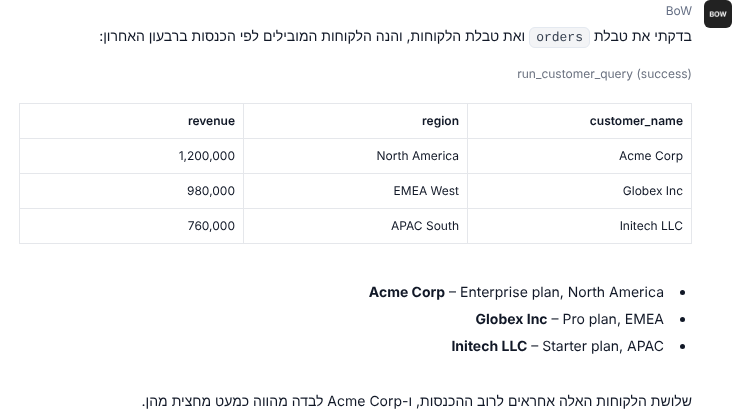 BoW
BOW
בדקתי את טבלת orders ואת טבלת הלקוחות, והנה הלקוחות המובילים לפי הכנסות ברבעון האחרון:
run_customer_query (success)
customer_name region revenue
Acme Corp North America 1,200,000
Globex Inc EMEA West 980,000
Initech LLC APAC South 760,000
• Acme Corp – Enterprise plan, North America
• Globex Inc – Pro plan, EMEA
• Initech LLC – Starter plan, APAC
שלושת הלקוחות האלה אחראים לרוב ההכנסות, ו-Acme Corp לבדה מהווה כמעט מחצית מהן.